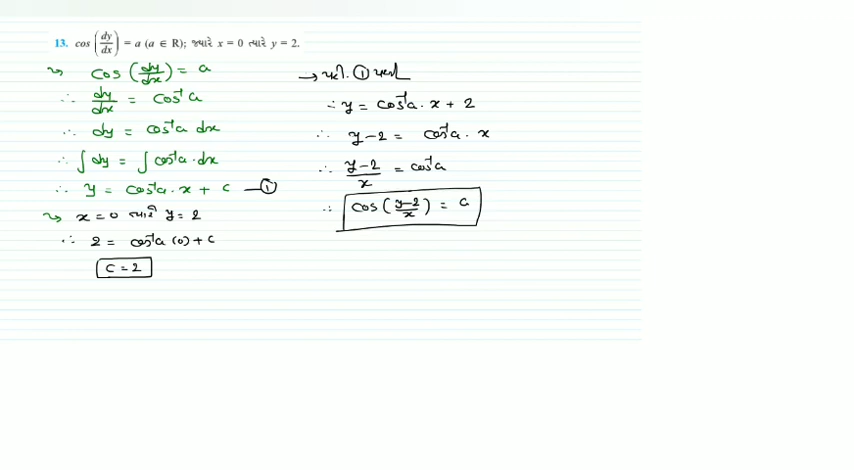 13. cos (dy/dx) = a (a ∈ R); જ્યારે x = 0 ત્યારે y = 2.
cos (dy/dx) = a
∴ dy/dx = cos⁻¹a
∴ dy = cos⁻¹a dx
∴ ∫dy = ∫cos⁻¹a · dx
∴ y = cos⁻¹a · x + c —①
x = 0 ત્યારે y = 2
∴ 2 = cos⁻¹a (0) + c
c = 2
→ ①
∴ y = cos⁻¹a · x + 2
∴ y − 2 = cos⁻¹a · x
∴ y−2/x = cos⁻¹a
∴ cos (y−2/x) = a